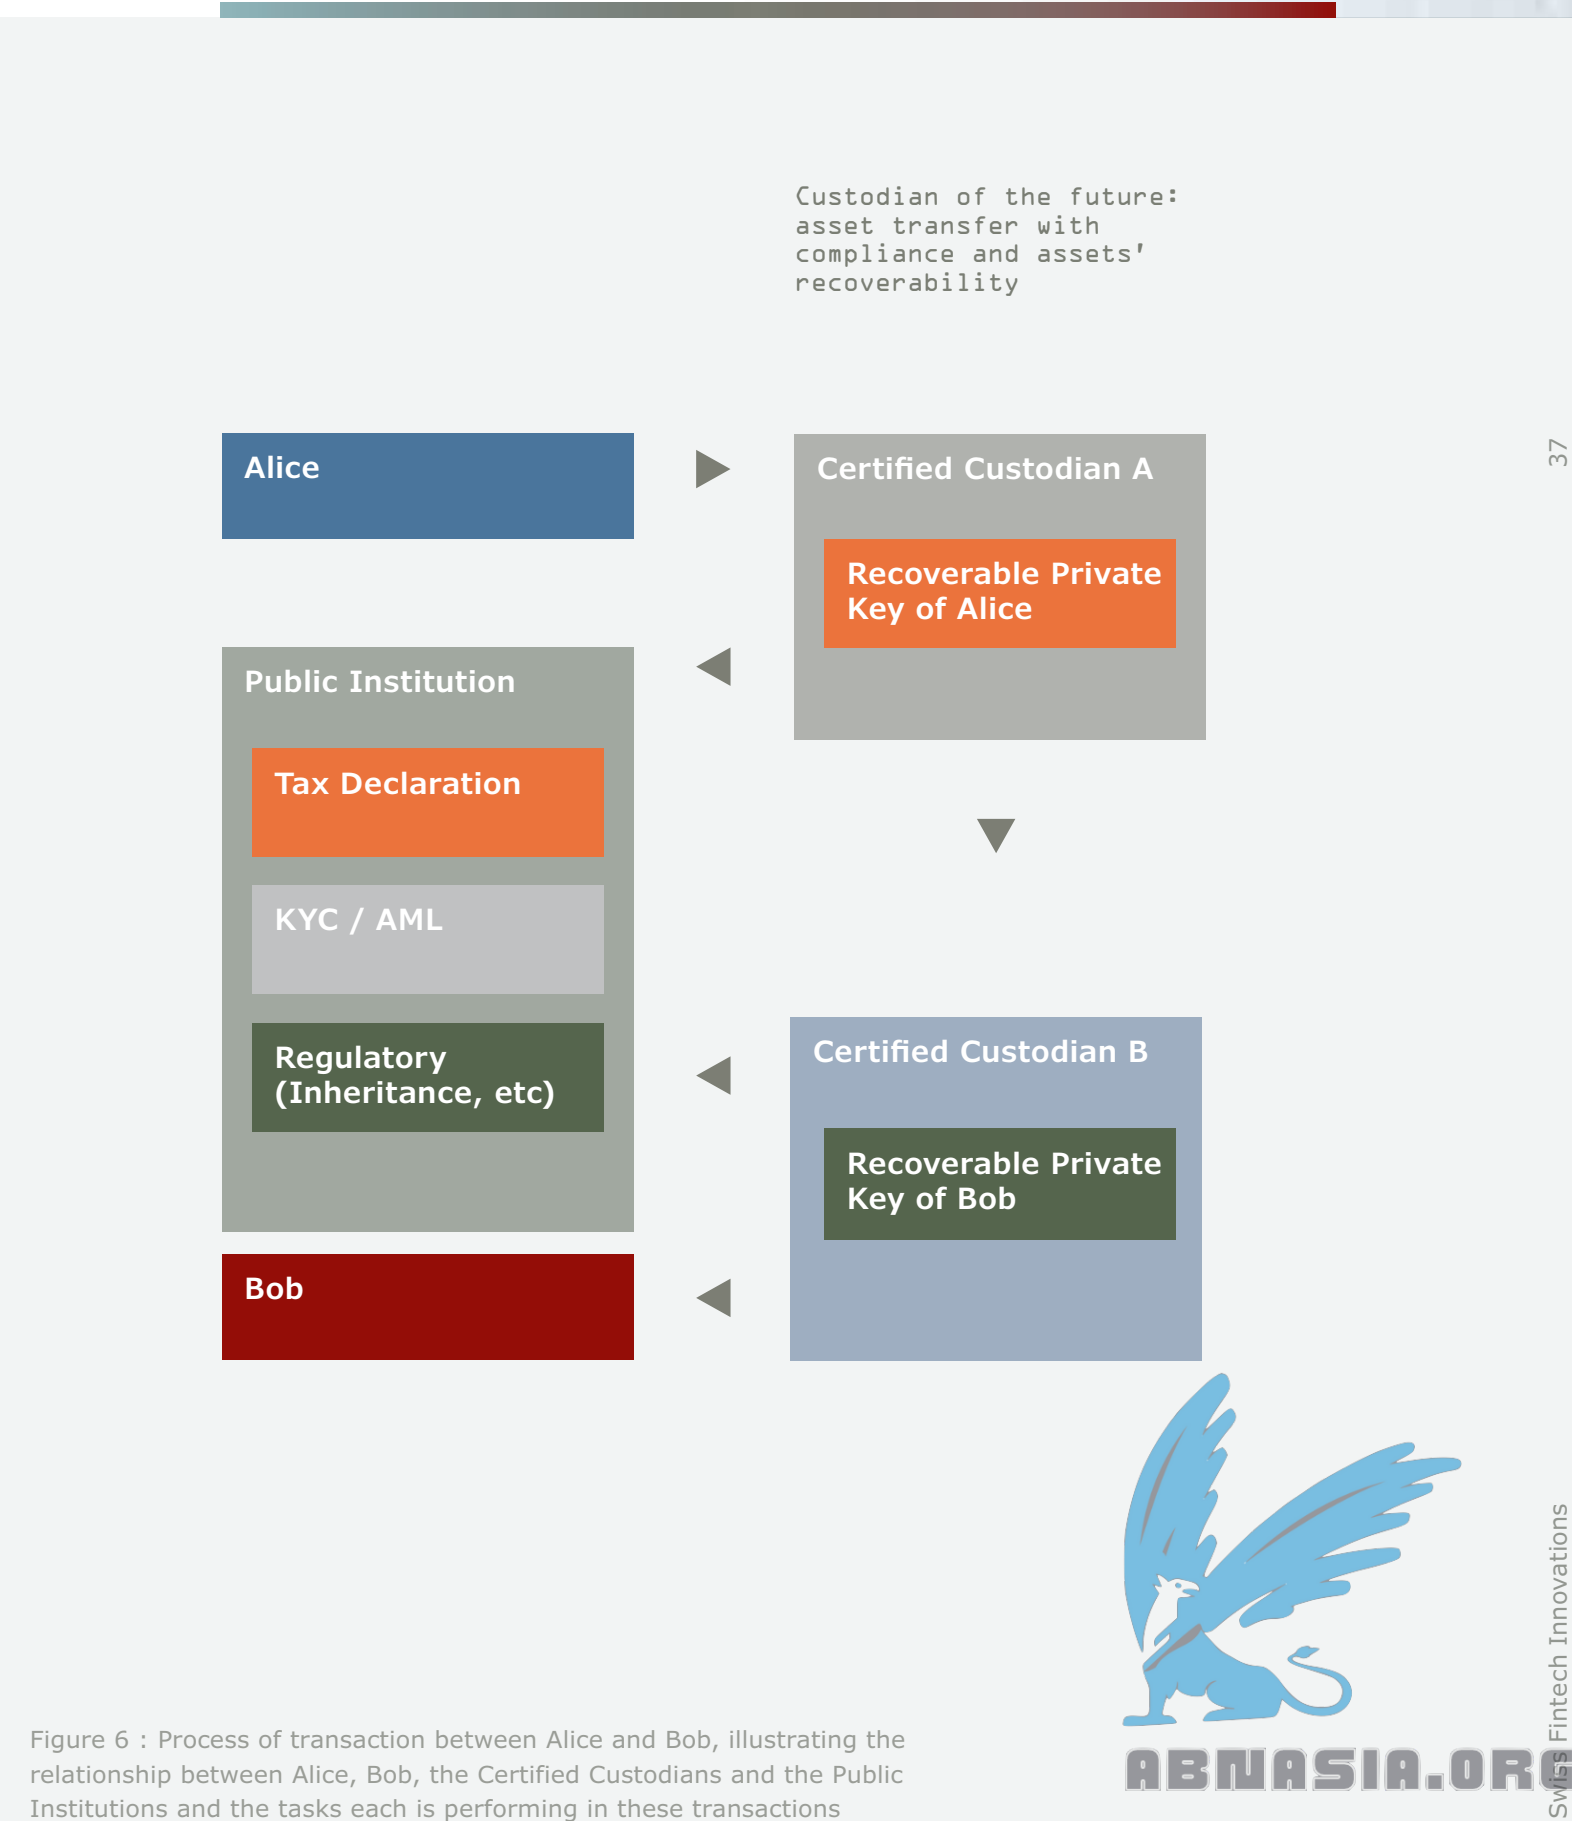 Custodian of the future:
asset transfer with
compliance and assets'
recoverability
Alice
Certified Custodian A
Recoverable Private
Key of Alice
Public Institution
Tax Declaration
KYC / AML
Regulatory
(Inheritance, etc)
Certified Custodian B
Recoverable Private
Key of Bob
Bob
37
Swiss Fintech Innovations
Figure 6 : Process of transaction between Alice and Bob, illustrating the
relationship between Alice, Bob, the Certified Custodians and the Public
Institutions and the tasks each is performing in these transactions
ABNASIA.ORG